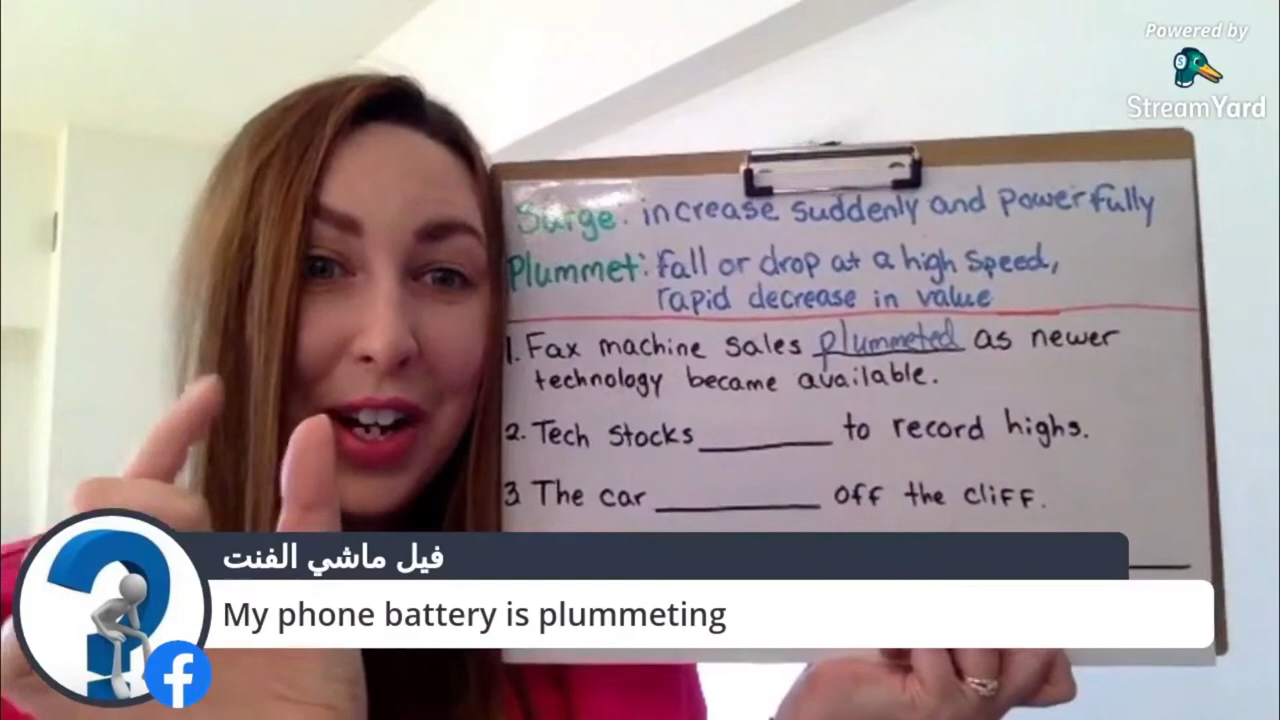 Powered by
StreamYard
Surge: increase suddenly and powerfully
Plummet: fall or drop at a high speed,
rapid decrease in value
1. Fax machine sales plummeted as newer
technology became available.
2. Tech stocks to record highs.
3 The car off the cliff.
فيل ماشي الفنت
My phone battery is plummeting